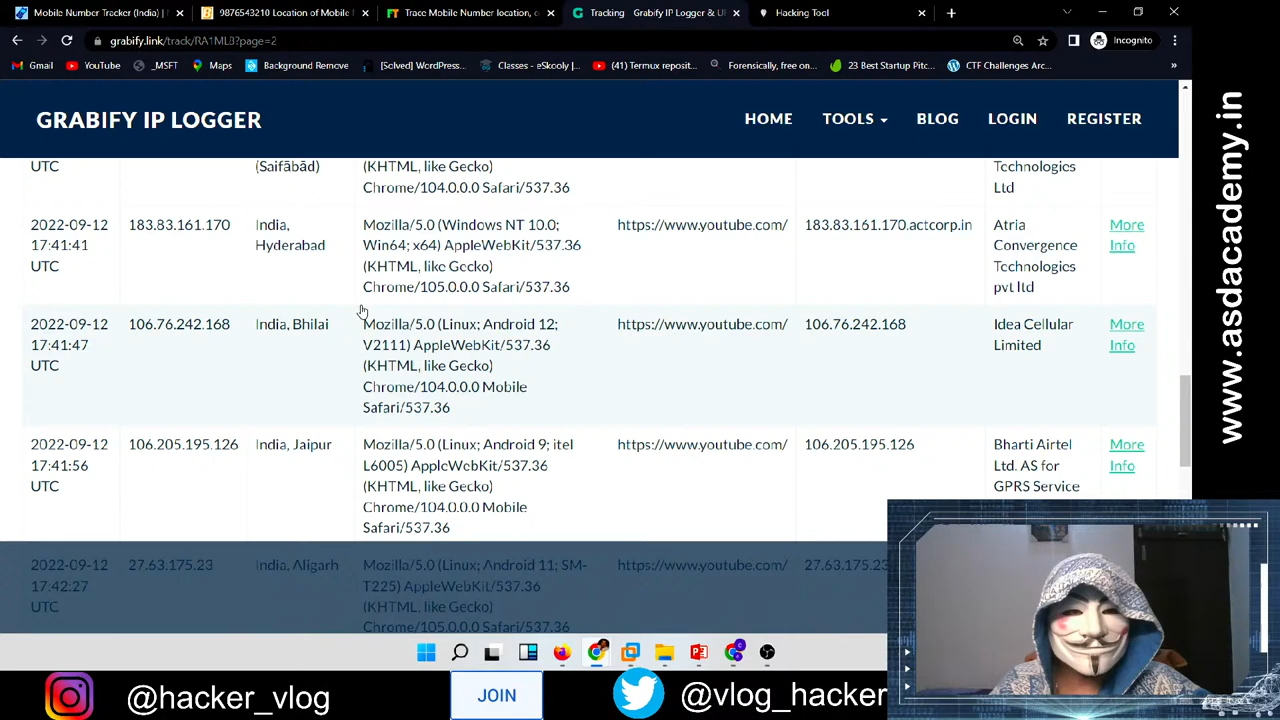 Mobile Number Tracker (India) |
9876543210 Location of Mobile
Trace Mobile Number location, c
Tracking - Grabify IP Logger & U
Hacking Tool
grabify.link/track/RA1ML8?page=2
Incognito
Gmail
YouTube
_MSFT
Maps
Background Remove
[Solved] WordPress...
Classes - eSkooly |...
(41) Termux reposit...
Forensically, free on...
23 Best Startup Pitc...
CTF Challenges Arc...
»
GRABIFY IP LOGGER
HOME
TOOLS
BLOG
LOGIN
REGISTER
UTC
(Saifābād)
(KHTML, like Gecko)
Chrome/104.0.0.0 Safari/537.36
Technologies
Ltd
2022-09-12
17:41:41
UTC
183.83.161.170
India,
Hyderabad
Mozilla/5.0 (Windows NT 10.0;
Win64; x64) AppleWebKit/537.36
(KHTML, like Gecko)
Chrome/105.0.0.0 Safari/537.36
https://www.youtube.com/
183.83.161.170.actcorp.in
Atria
Convergence
Technologies
pvt ltd
More
Info
2022-09-12
17:41:47
UTC
106.76.242.168
India, Bhilai
Mozilla/5.0 (Linux; Android 12;
V2111) AppleWebKit/537.36
(KHTML, like Gecko)
Chrome/104.0.0.0 Mobile
Safari/537.36
https://www.youtube.com/
106.76.242.168
Idea Cellular
Limited
More
Info
2022-09-12
17:41:56
UTC
106.205.195.126
India, Jaipur
Mozilla/5.0 (Linux; Android 9; itel
L6005) AppleWebKit/537.36
(KHTML, like Gecko)
Chrome/104.0.0.0 Mobile
Safari/537.36
https://www.youtube.com/
106.205.195.126
Bharti Airtel
Ltd. AS for
GPRS Service
More
Info
2022-09-12
17:42:27
UTC
27.63.175.23
India, Aligarh
Mozilla/5.0 (Linux; Android 11; SM-
T225) AppleWebKit/537.36
(KHTML, like Gecko)
https://www.youtube.com/
27.63.175.23
@hacker_vlog
JOIN
@vlog_hacker
www.asdacademy.in